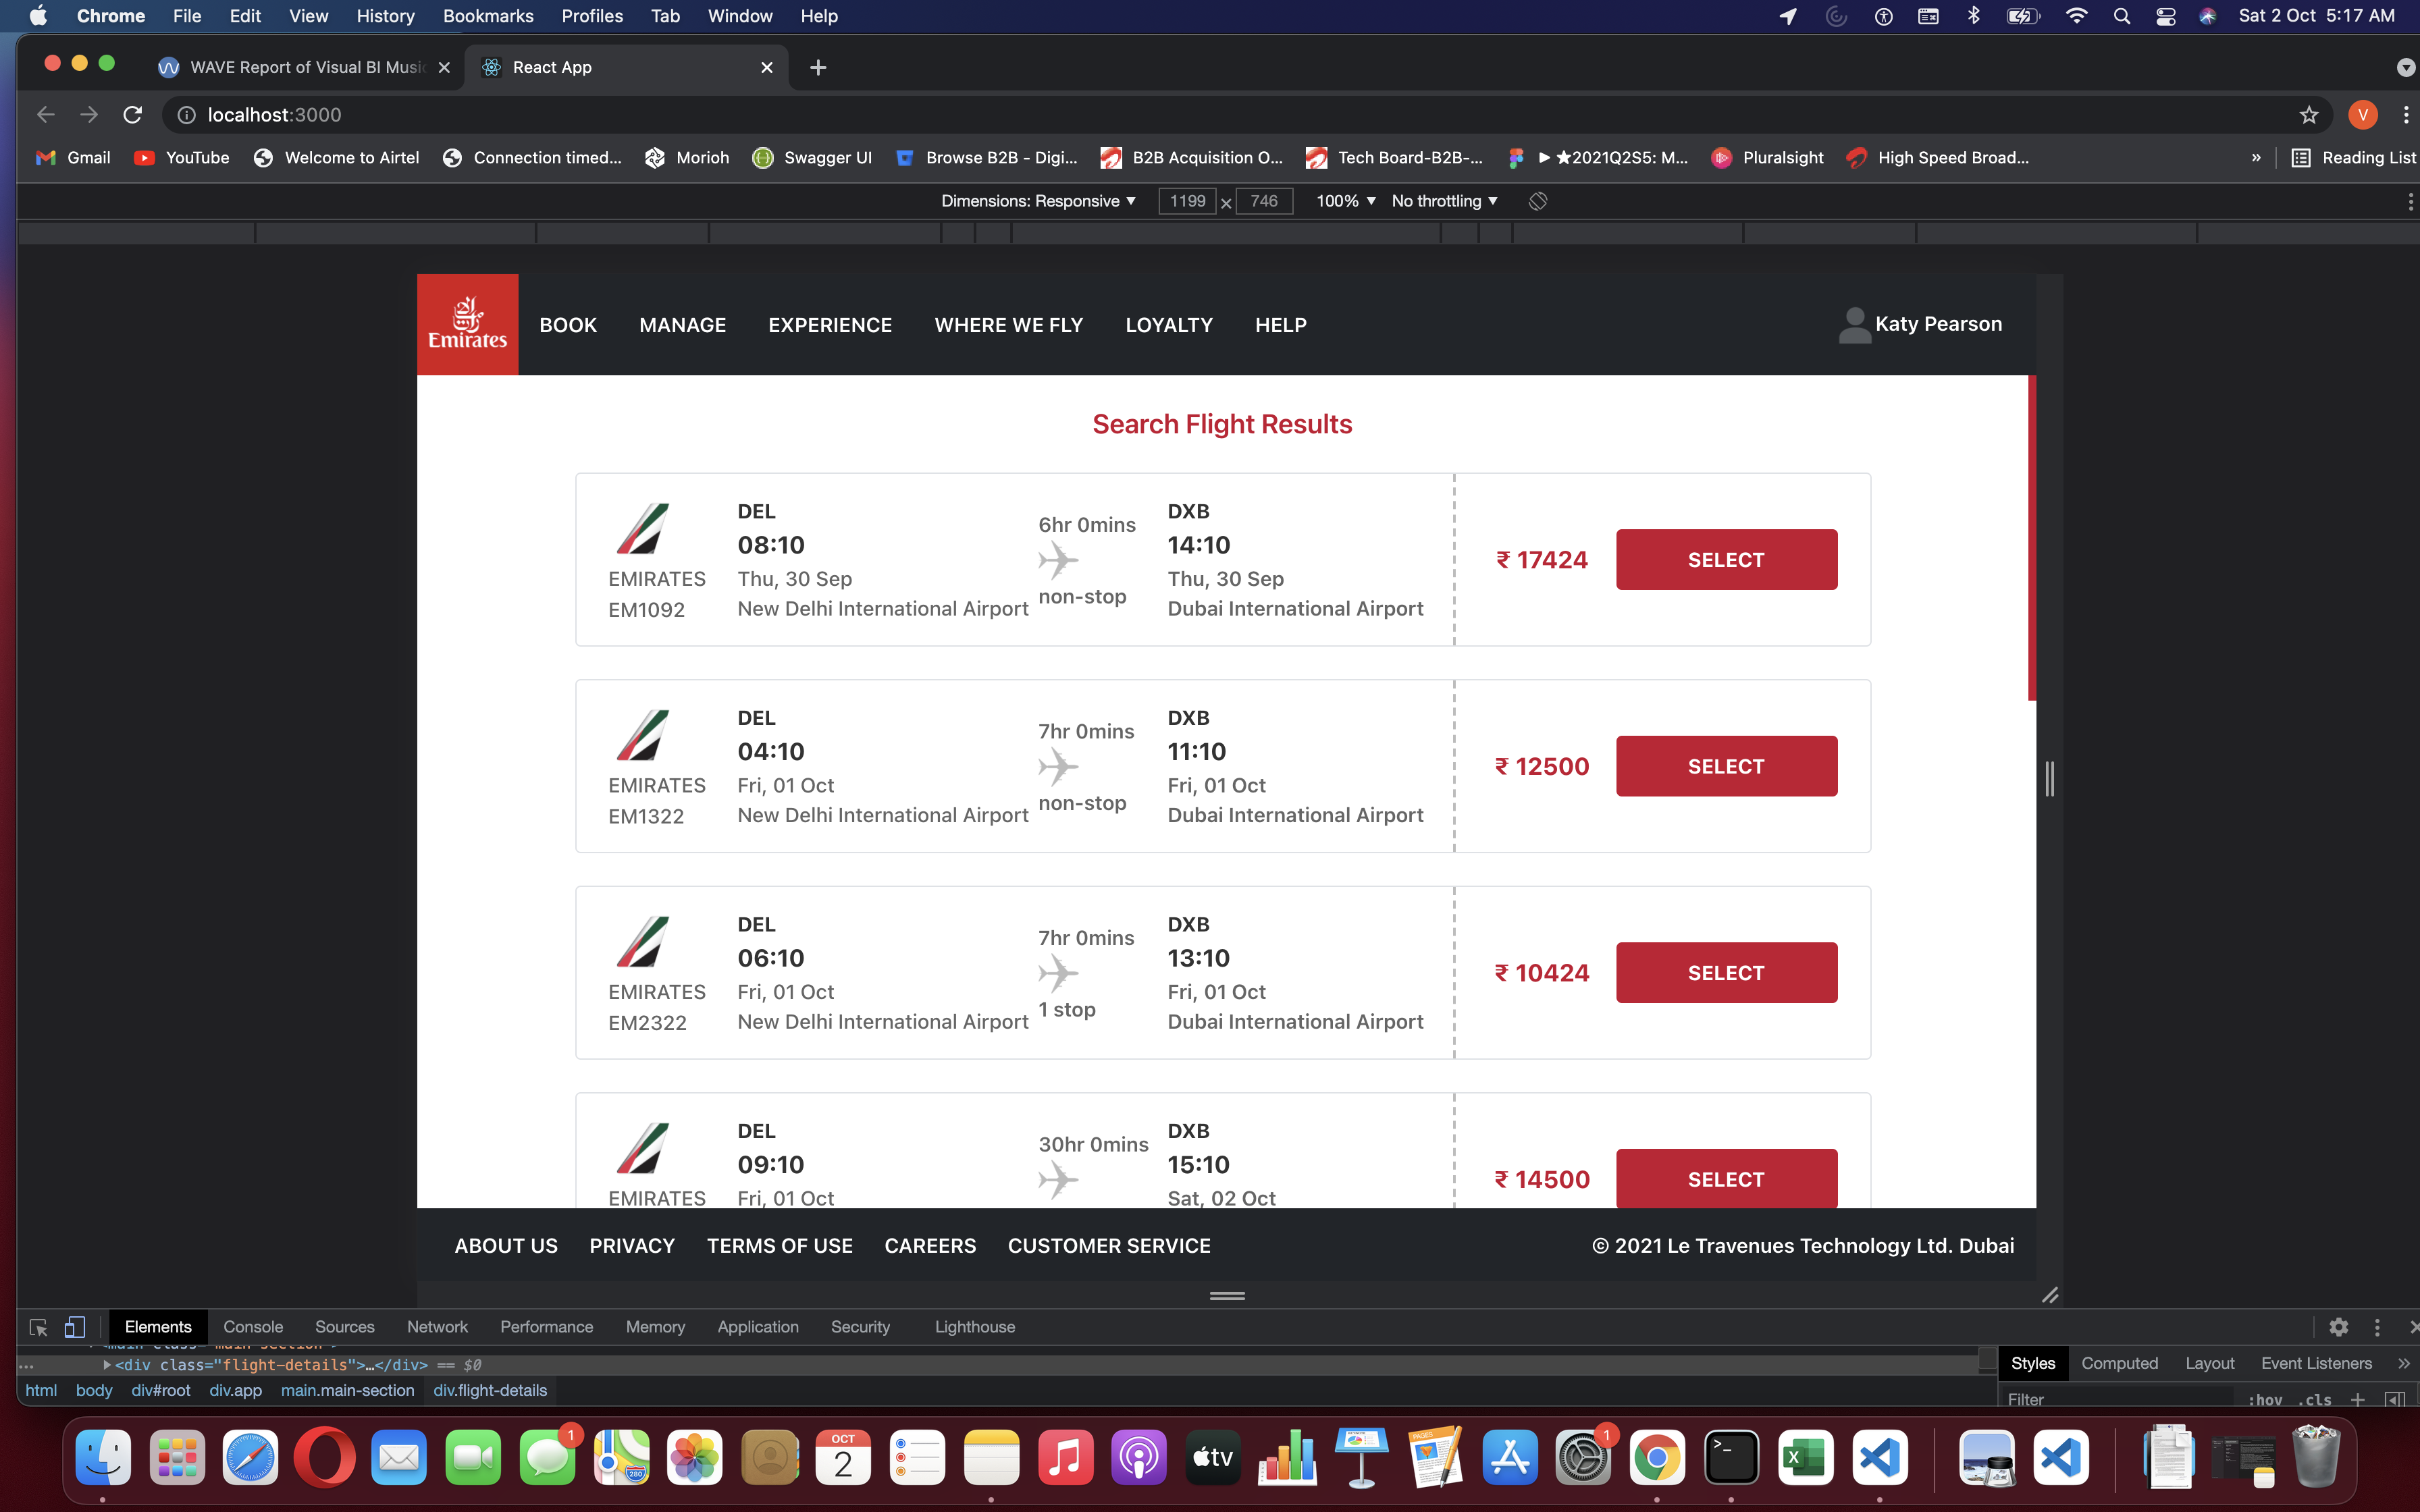 Chrome File Edit View History Bookmarks Profiles Tab Window Help Sat 2 Oct 5:17 AM
WAVE Report of Visual BI Music React App
localhost:3000 V
Gmail YouTube Welcome to Airtel Connection timed... Morioh Swagger UI Browse B2B - Digi... B2B Acquisition O... Tech Board-B2B-... ►★2021Q2S5: M... Pluralsight High Speed Broad... » Reading List
Dimensions: Responsive ▼ 1199 × 746 100% ▼ No throttling ▼
Emirates BOOK MANAGE EXPERIENCE WHERE WE FLY LOYALTY HELP Katy Pearson
Search Flight Results
DEL DXB
6hr 0mins
08:10 14:10
₹ 17424 SELECT
EMIRATES Thu, 30 Sep Thu, 30 Sep
non-stop
EM1092 New Delhi International Airport Dubai International Airport
DEL DXB
7hr 0mins
04:10 11:10
₹ 12500 SELECT
EMIRATES Fri, 01 Oct Fri, 01 Oct
non-stop
EM1322 New Delhi International Airport Dubai International Airport
DEL DXB
7hr 0mins
06:10 13:10
₹ 10424 SELECT
EMIRATES Fri, 01 Oct Fri, 01 Oct
1 stop
EM2322 New Delhi International Airport Dubai International Airport
DEL DXB
30hr 0mins
09:10 15:10
₹ 14500 SELECT
EMIRATES Fri, 01 Oct Sat, 02 Oct
ABOUT US PRIVACY TERMS OF USE CAREERS CUSTOMER SERVICE © 2021 Le Travenues Technology Ltd. Dubai
Elements Console Sources Network Performance Memory Application Security Lighthouse
<main class="main-section">
<div class="flight-details">…</div> == $0
Styles Computed Layout Event Listeners »
html body div#root div.app main.main-section div.flight-details
Filter :hov .cls +
1 280 OCT 2 tv PAGES 1 >_ X